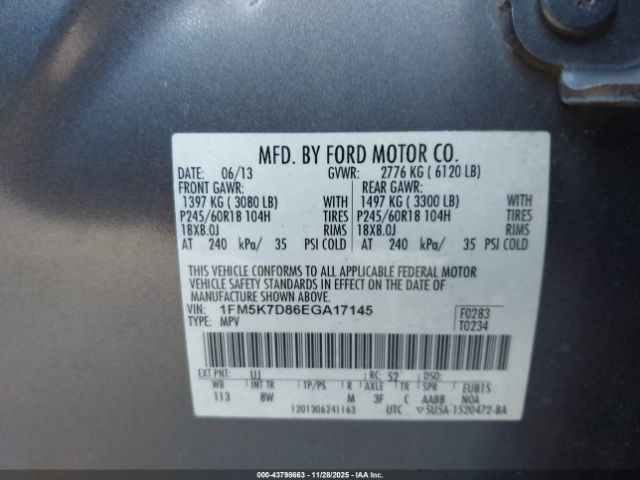 MFD. BY FORD MOTOR CO.
DATE: 06/13 GVWR: 2776 KG ( 6120 LB)
FRONT GAWR: REAR GAWR:
1397 KG ( 3080 LB) WITH 1497 KG ( 3300 LB) WITH
P245/60R18 104H TIRES P245/60R18 104H TIRES
18X8.0J RIMS 18X8.0J RIMS
AT 240 kPa/ 35 PSI COLD AT 240 kPa/ 35 PSI COLD
THIS VEHICLE CONFORMS TO ALL APPLICABLE FEDERAL MOTOR
VEHICLE SAFETY STANDARDS IN EFFECT ON THE DATE OF
MANUFACTURE SHOWN ABOVE.
VIN: 1FM5K7D86EGA17145
TYPE: MPV
F0283
T0234
EXT PNT: UJ RC: 52 DSO:
WB INT TR TP/PS R AXLE TR SPR EUB1S
113 8W M 3F C AABB NOA
1201306241163 UTC 5U5A-1520472-BA
000-43798663 - 11/28/2025 - IAAHC